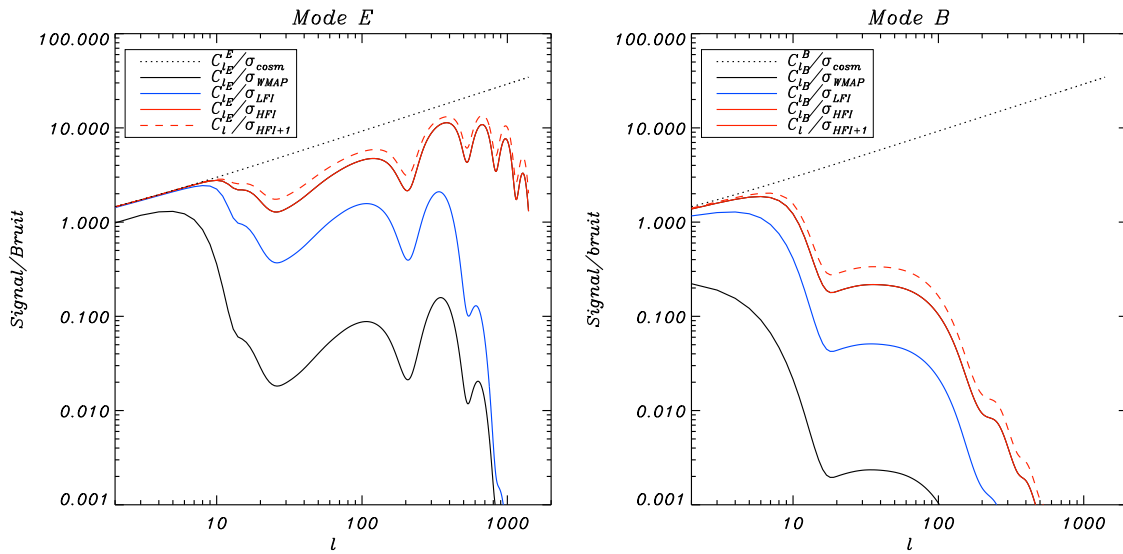 Mode E
Signal/Bruit
100.000
10.000
1.000
0.100
0.010
0.001
C_l^E/σ_cosm
C_l^E/σ_WMAP
C_l^E/σ_LFI
C_l^E/σ_HFI
C_l/σ_HFI+1
10
100
1000
l
Mode B
Signal/bruit
100.000
10.000
1.000
0.100
0.010
0.001
C_l^B/σ_cosm
C_l^B/σ_WMAP
C_l^B/σ_LFI
C_l^B/σ_HFI
C_l/σ_HFI+1
10
100
1000
l